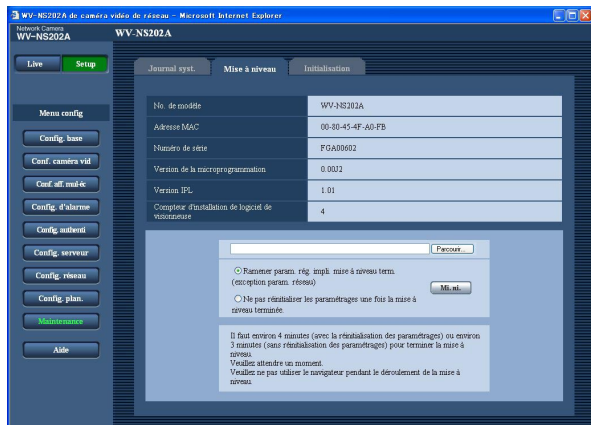 WV-NS202A de caméra vidéo de réseau - Microsoft Internet Explorer
Network Camera
WV-NS202A
WV-NS202A
Live
Setup
Journal syst.
Mise à niveau
Initialisation
Menu config
Config. base
Conf. caméra vid
Conf. aff. mul-éc
Config. d'alarme
Config. authenti
Config. serveur
Config. réseau
Config. plan.
Maintenance
Aide
No. de modèle
WV-NS202A
Adresse MAC
00-80-45-4F-A0-FB
Numéro de série
FGA00602
Version de la microprogrammation
0.00J2
Version IPL
1.01
Compteur d'installation de logiciel de
visionneuse
4
Parcourir...
Ramener param. rég. impli. mise à niveau term.
(exception param. réseau)
Ne pas réinitialiser les paramétrages une fois la mise à
niveau terminée.
Mi. ni.
Il faut environ 4 minutes (avec la réinitialisation des paramétrages) ou environ
3 minutes (sans réinitialisation des paramétrages) pour terminer la mise à
niveau.
Veuillez attendre un moment.
Veuillez ne pas utiliser le navigateur pendant le déroulement de la mise à
niveau.